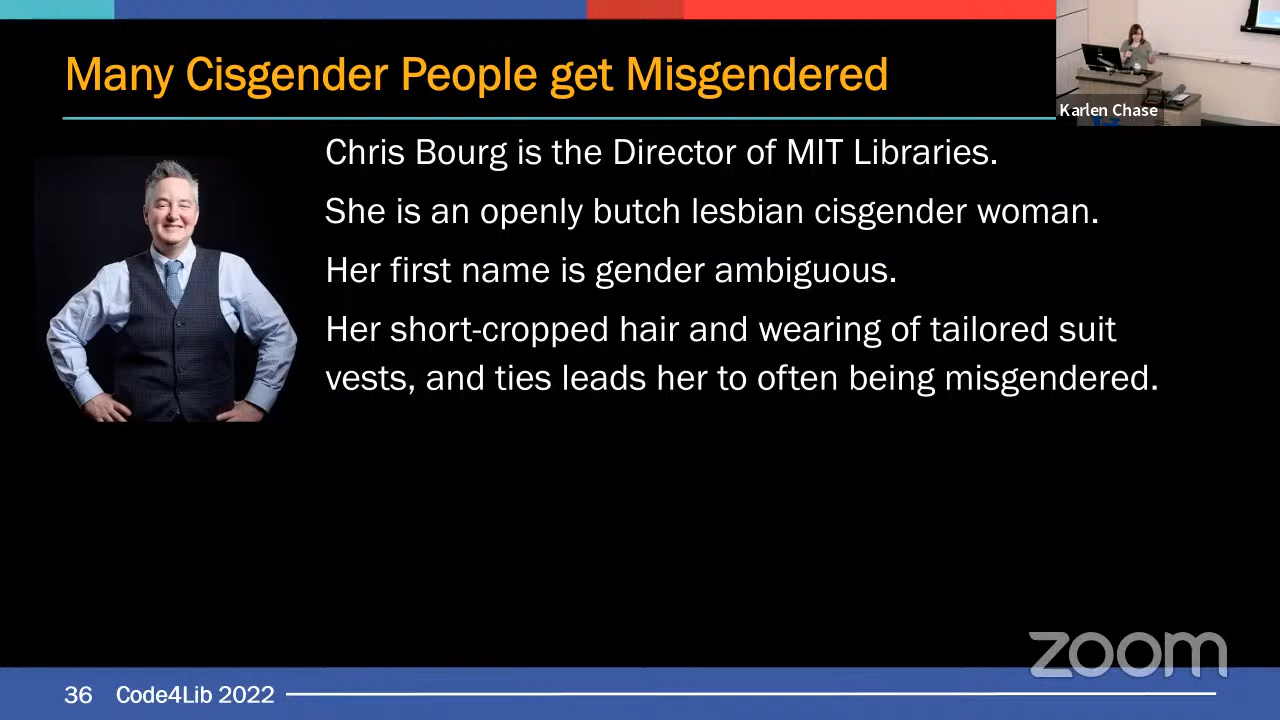 Many Cisgender People get Misgendered
Karlen Chase
Chris Bourg is the Director of MIT Libraries.
She is an openly butch lesbian cisgender woman.
Her first name is gender ambiguous.
Her short-cropped hair and wearing of tailored suit
vests, and ties leads her to often being misgendered.
zoom
36 Code4Lib 2022